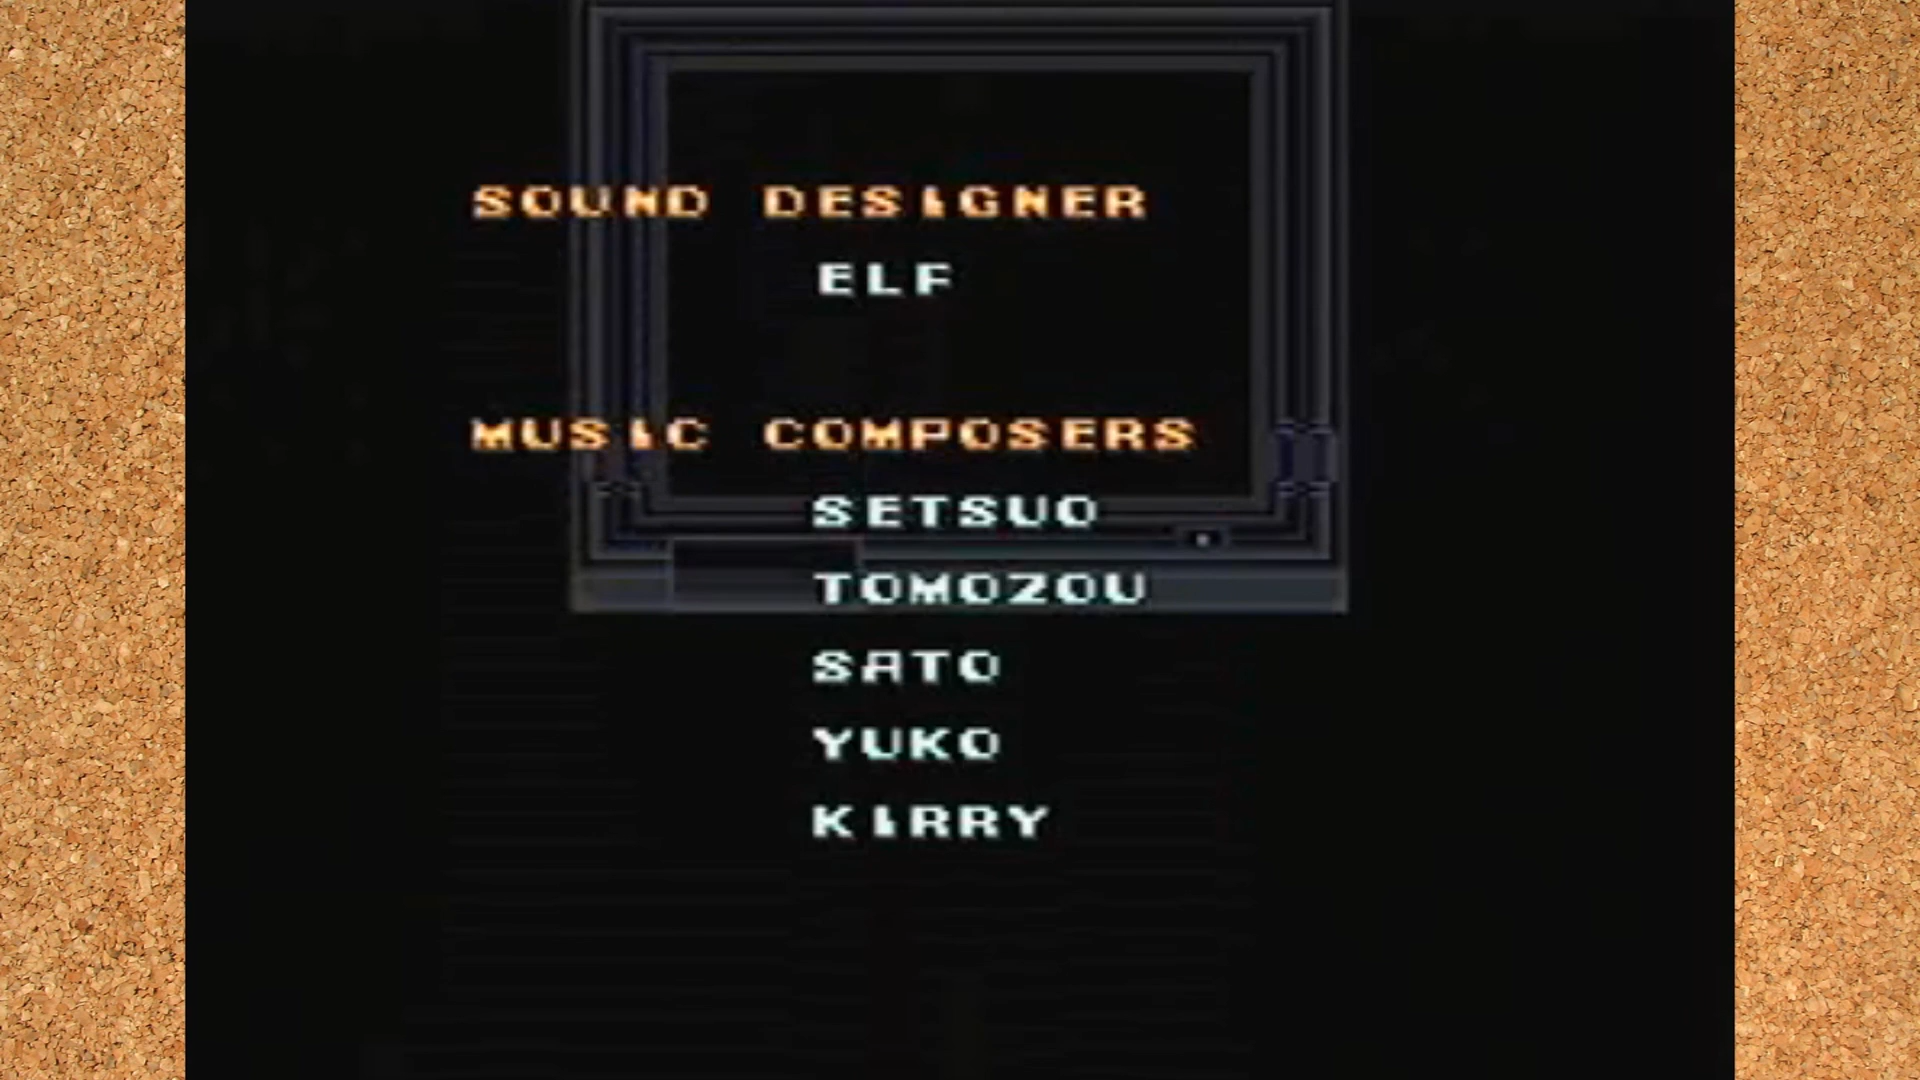 SOUND DESIGNER
ELF
MUSIC COMPOSERS
SETSUO
TOMOZOU
SATO
YUKO
KIRRY